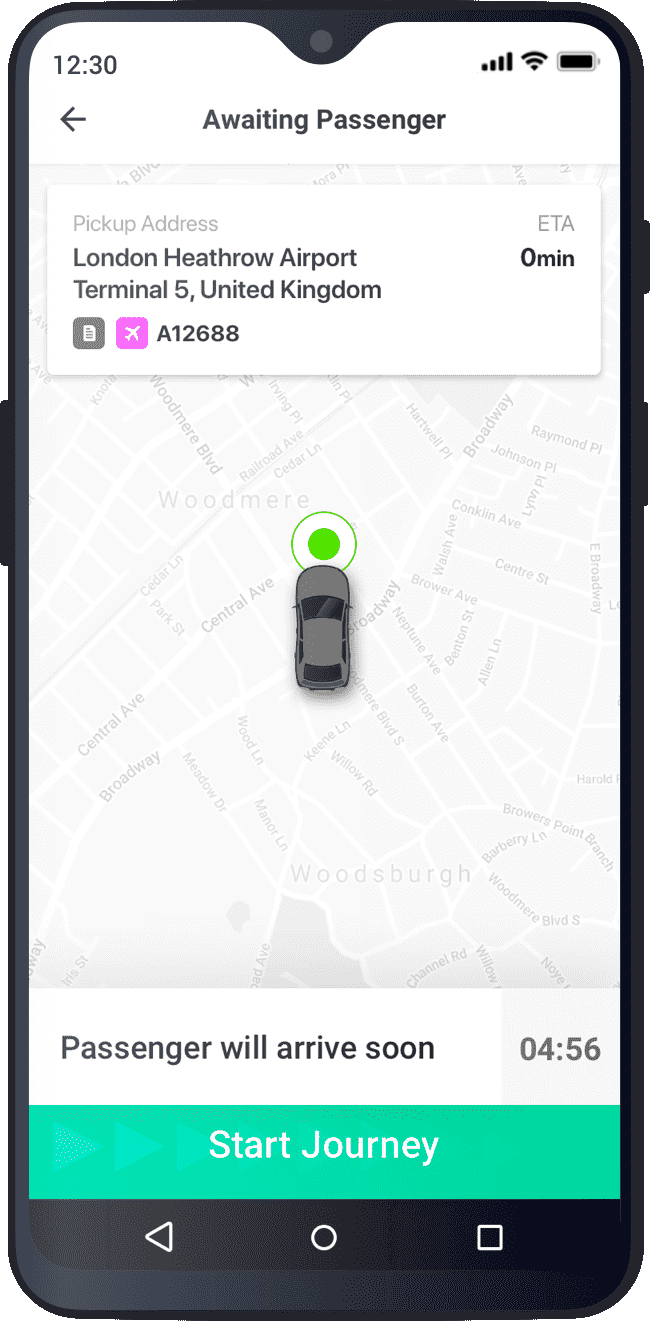 12:30
Awaiting Passenger
Pickup Address
ETA
London Heathrow Airport
0min
Terminal 5, United Kingdom
A12688
Woodmere Blvd
Irving Pl
Railroad Ave
Cedar Ln
Hartwell Pl
Broadway
Raymond Pl
Johnson Pl
Lynn Pl
Woodmere
Conklin Ave
Walsh Ave
Centre St
E Broadway
Cedar Ln
Park St
Central Ave
Broadway
Brower Ave
Neptune Ave
Benton St
Allen Ln
Central Ave
Broadway
Wood Ln
Keene Ln
Burton Ave
Meadow Dr
Willow Rd
Manor Ln
Harold
Browers Point Branch
Barberry Ln
Woodsburgh
Woodmere Blvd S
Iris St
Channel Rd
Willow
Noye
Passenger will arrive soon
04:56
Start Journey